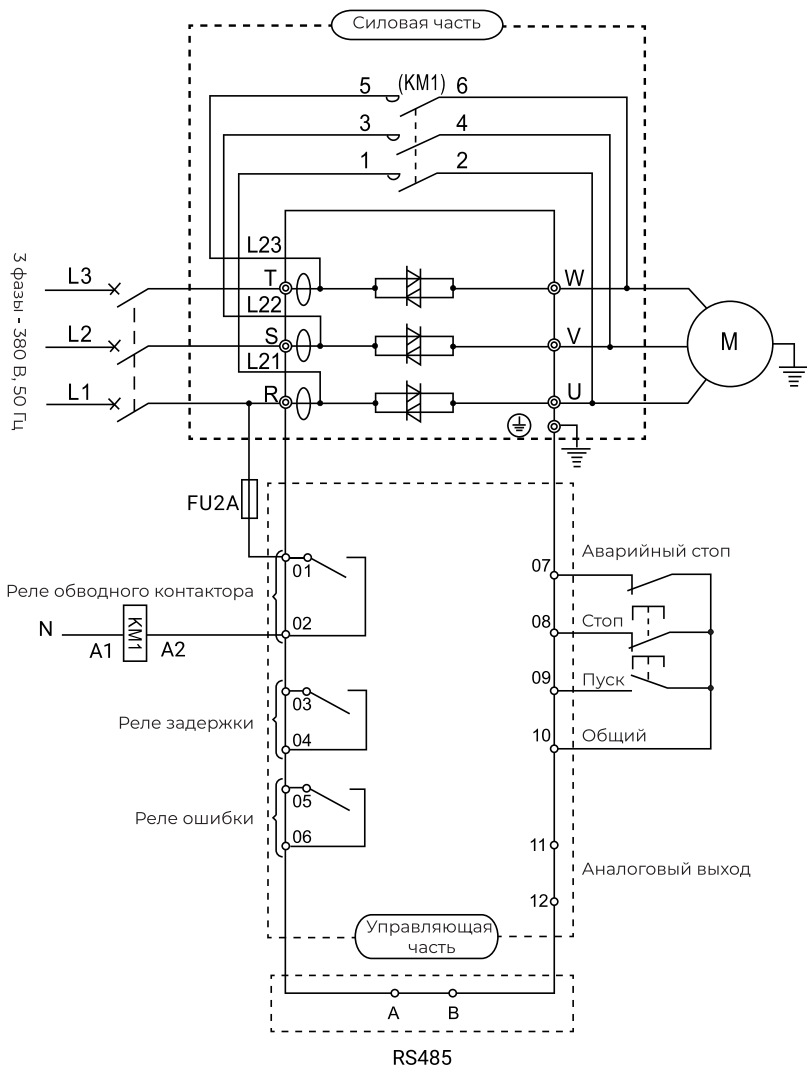 Силовая часть
5 (KM1) 6
3 4
1 2
L23
T W
L3
L22
S V
L2
L21
R U
L1
M
3 фазы - 380 В, 50 Гц
FU2A
01
Реле обводного контактора
02
N
A1 KM1 A2
03
Реле задержки
04
05
Реле ошибки
06
07 Аварийный стоп
08 Стоп
09 Пуск
10 Общий
11
Аналоговый выход
12
Управляющая
часть
A B
RS485